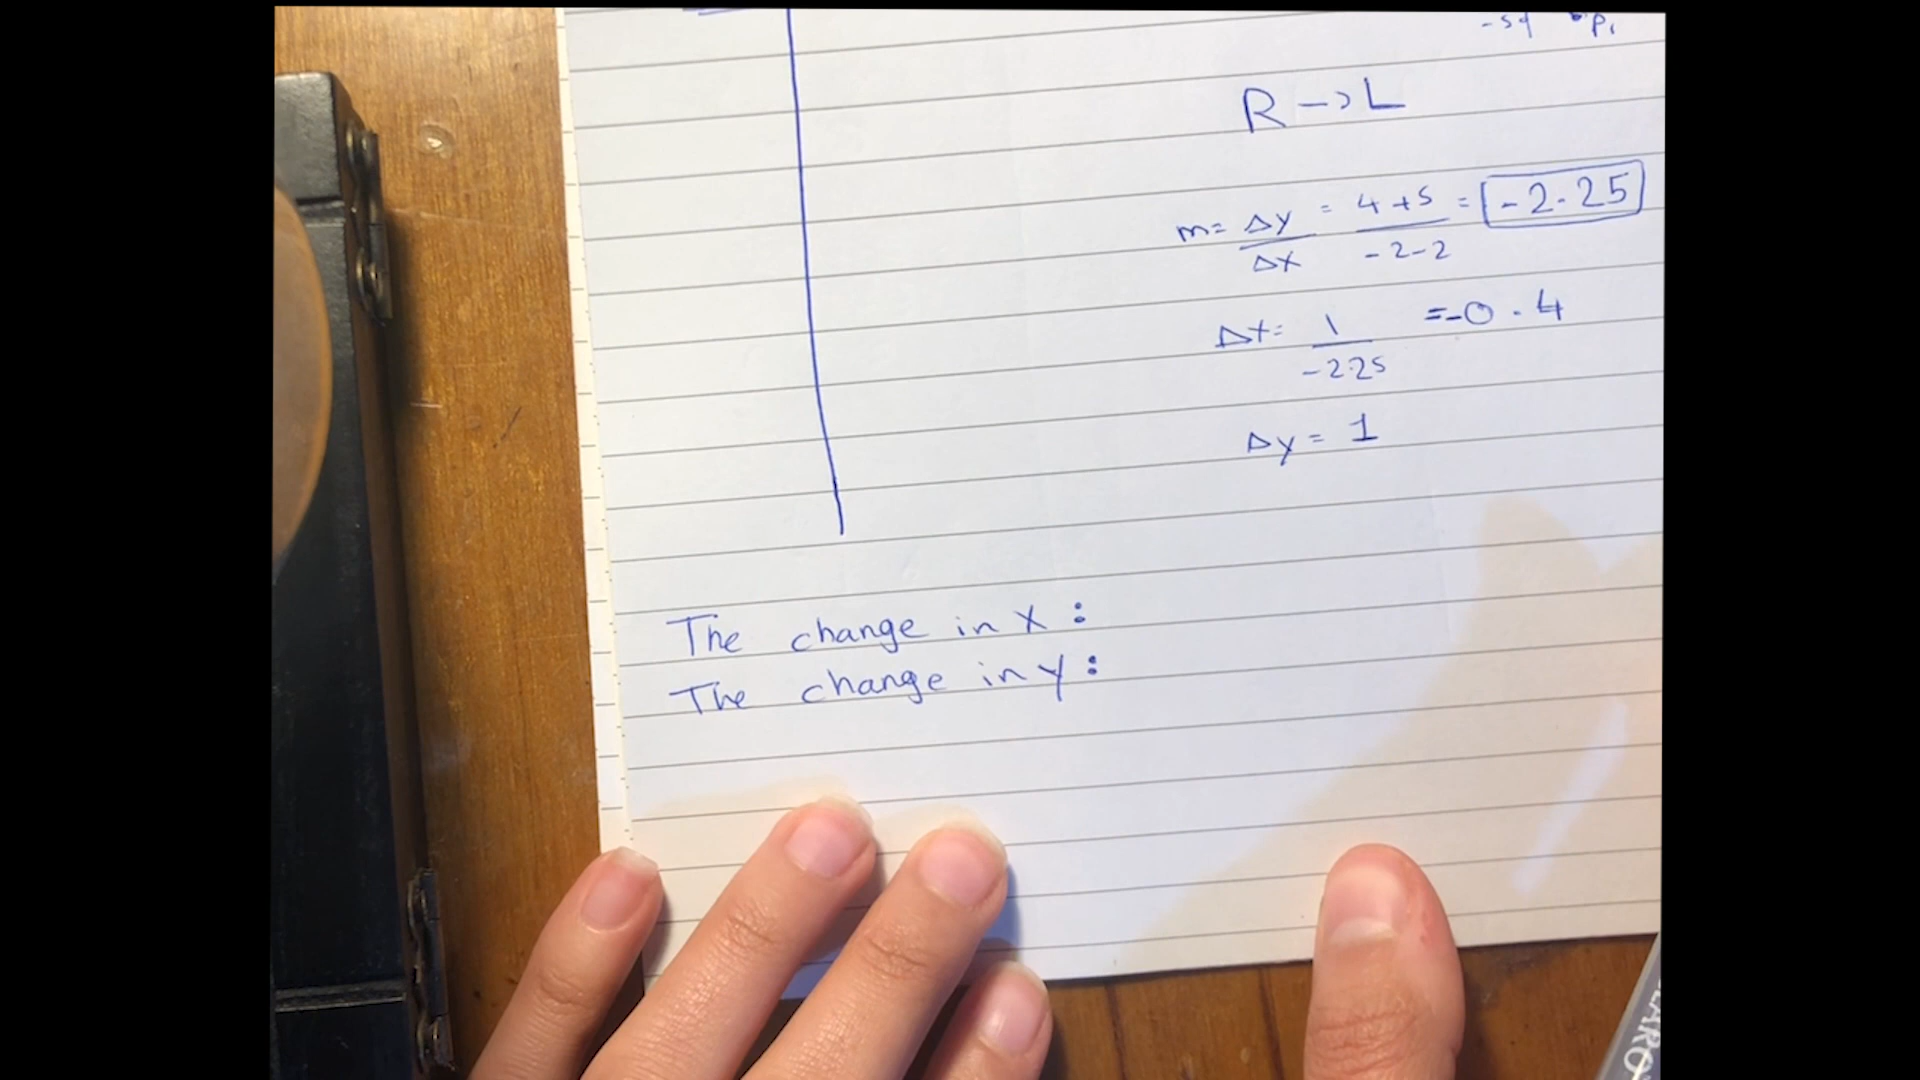 R → L
m = Δy/Δx = 4+5/-2-2 = -2.25
Δx = 1/-2.25 = -0.4
Δy = 1
The change in X:
The change in y: